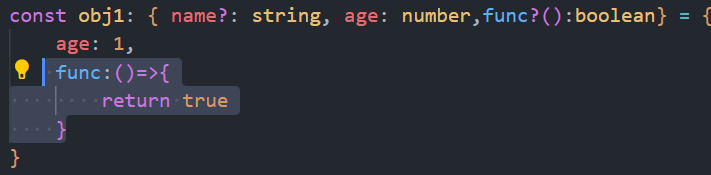 const obj1: { name?: string, age: number,func?():boolean} = {
    age: 1,
    func:()=>{
        return true
    }
}